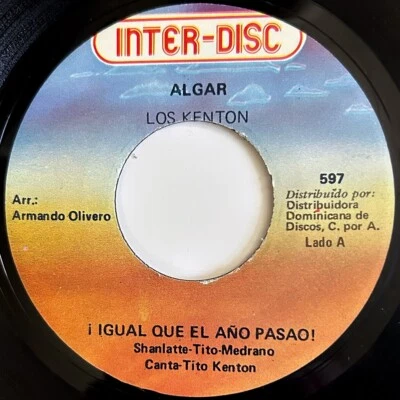 INTER-DISC
ALGAR
LOS KENTON
Arr.:
Armando Olivero
597
Distribuído por:
Distribuidora
Dominicana de
Discos, C. por A.
Lado A
¡IGUAL QUE EL AÑO PASAO!
Shanlatte-Tito-Medrano
Canta-Tito Kenton